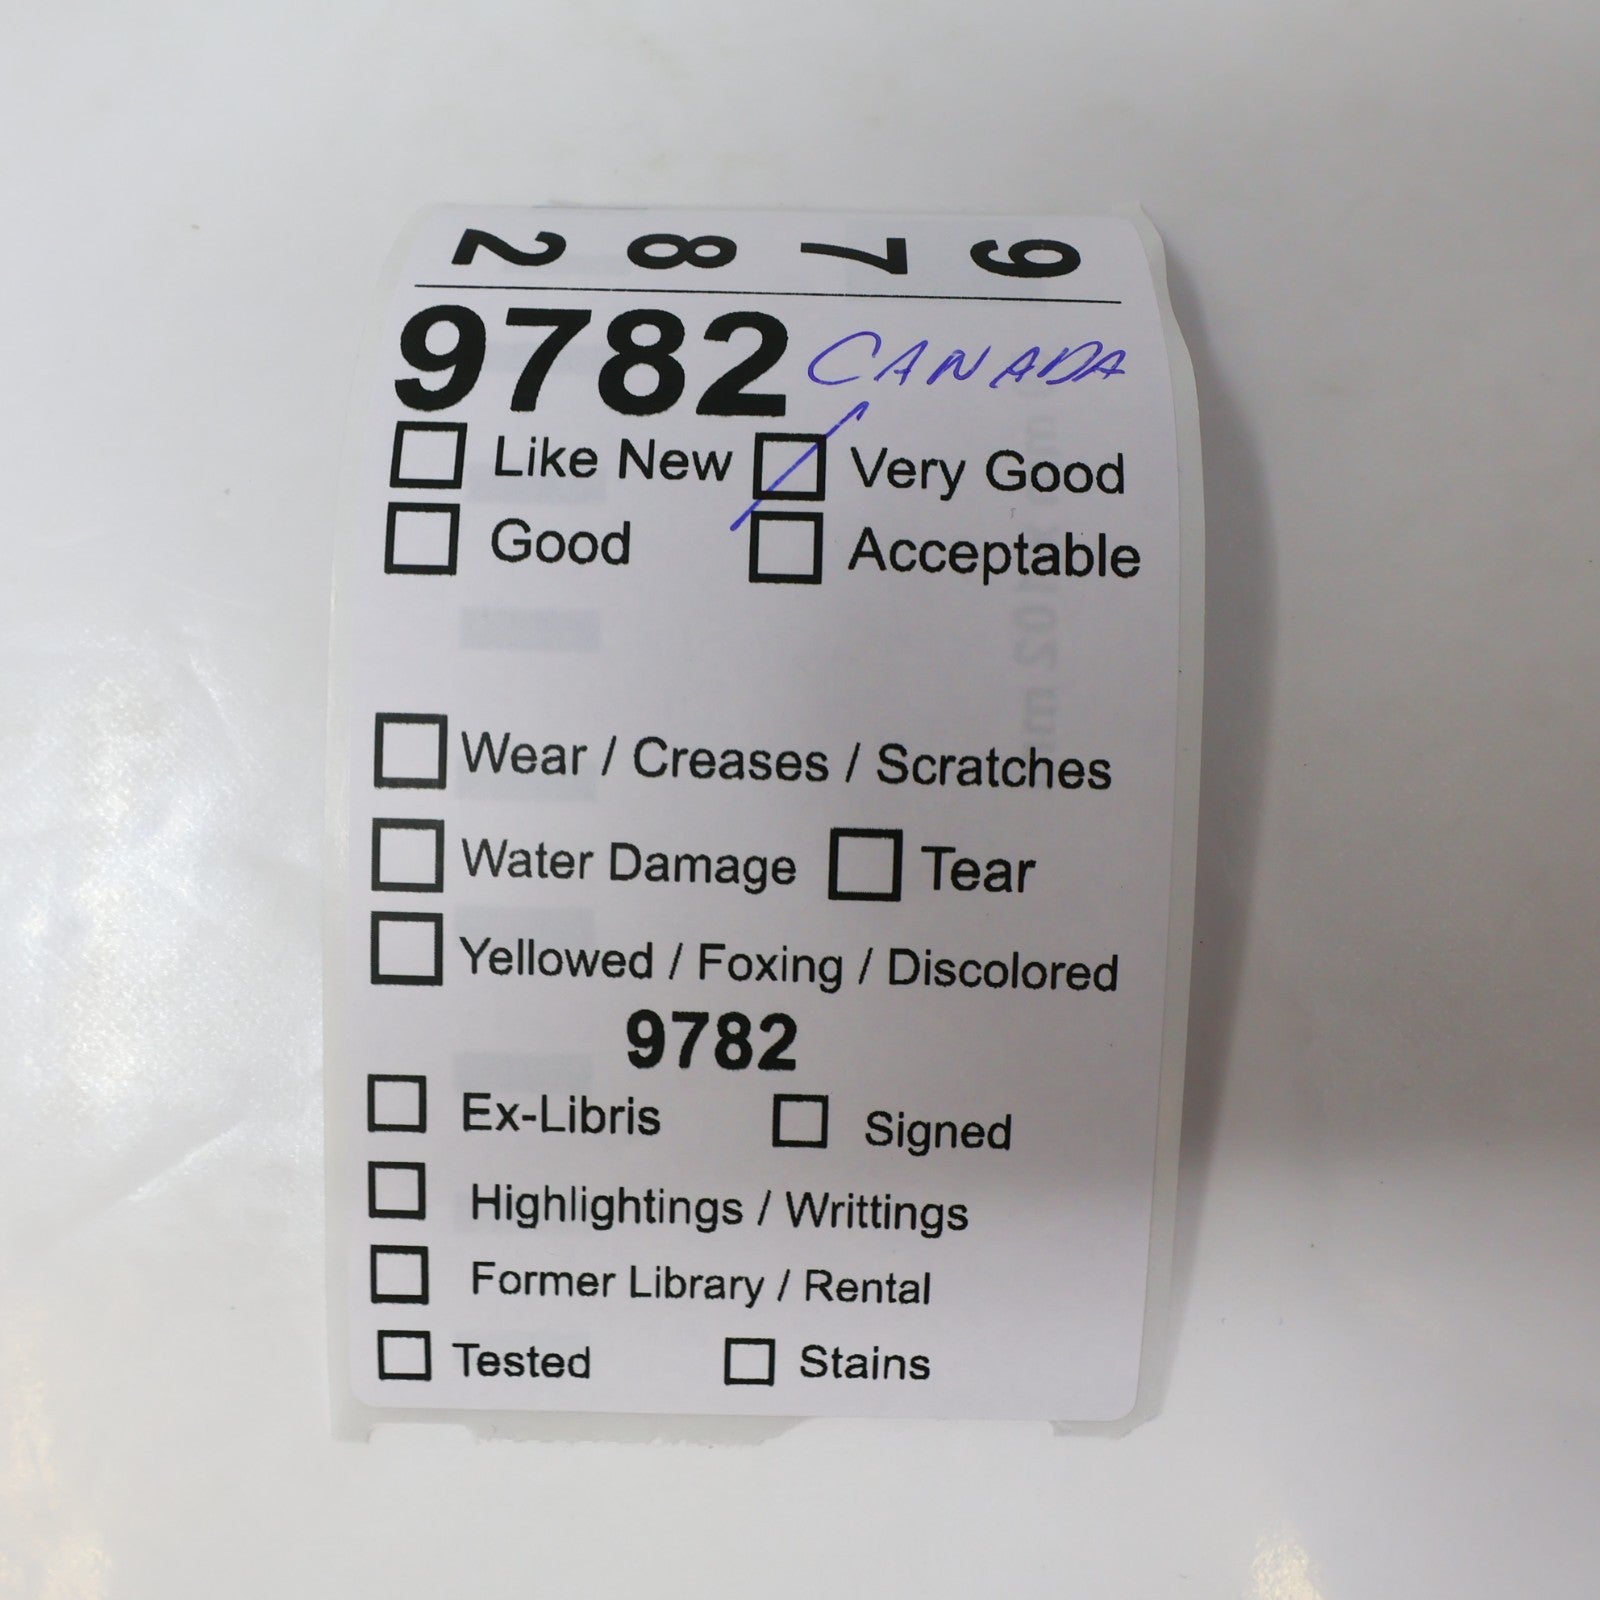 9 7 8 2
9782 CANADA
Like New Very Good
Good Acceptable
Wear / Creases / Scratches
Water Damage Tear
Yellowed / Foxing / Discolored
9782
Ex-Libris Signed
Highlightings / Writtings
Former Library / Rental
Tested Stains